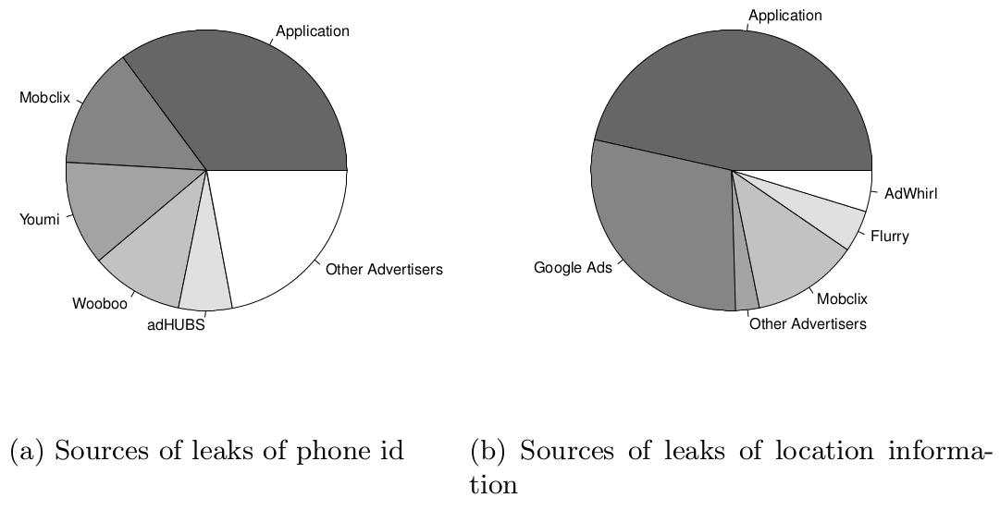 Application
Mobclix
Youmi
Wooboo
adHUBS
Other Advertisers
(a) Sources of leaks of phone id
Application
Google Ads
Other Advertisers
Mobclix
Flurry
AdWhirl
(b) Sources of leaks of location informa-
tion